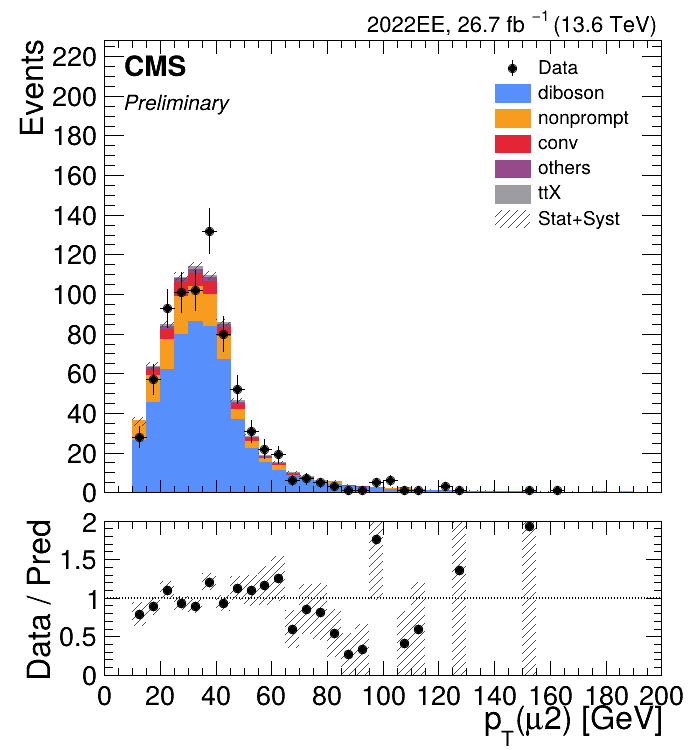 2022EE, 26.7 fb⁻¹ (13.6 TeV)
CMS
Preliminary
Data
diboson
nonprompt
conv
others
ttX
Stat+Syst
Events
220
200
180
160
140
120
100
80
60
40
20
0
Data / Pred
2
1.5
1
0.5
0
0 20 40 60 80 100 120 140 160 180 200
p_T(μ2) [GeV]